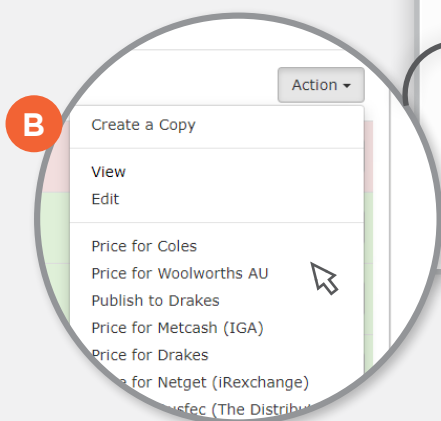 Action
B
Create a Copy
View
Edit
Price for Coles
Price for Woolworths AU
Publish to Drakes
Price for Metcash (IGA)
Price for Drakes
for Netget (iRexchange)
(The